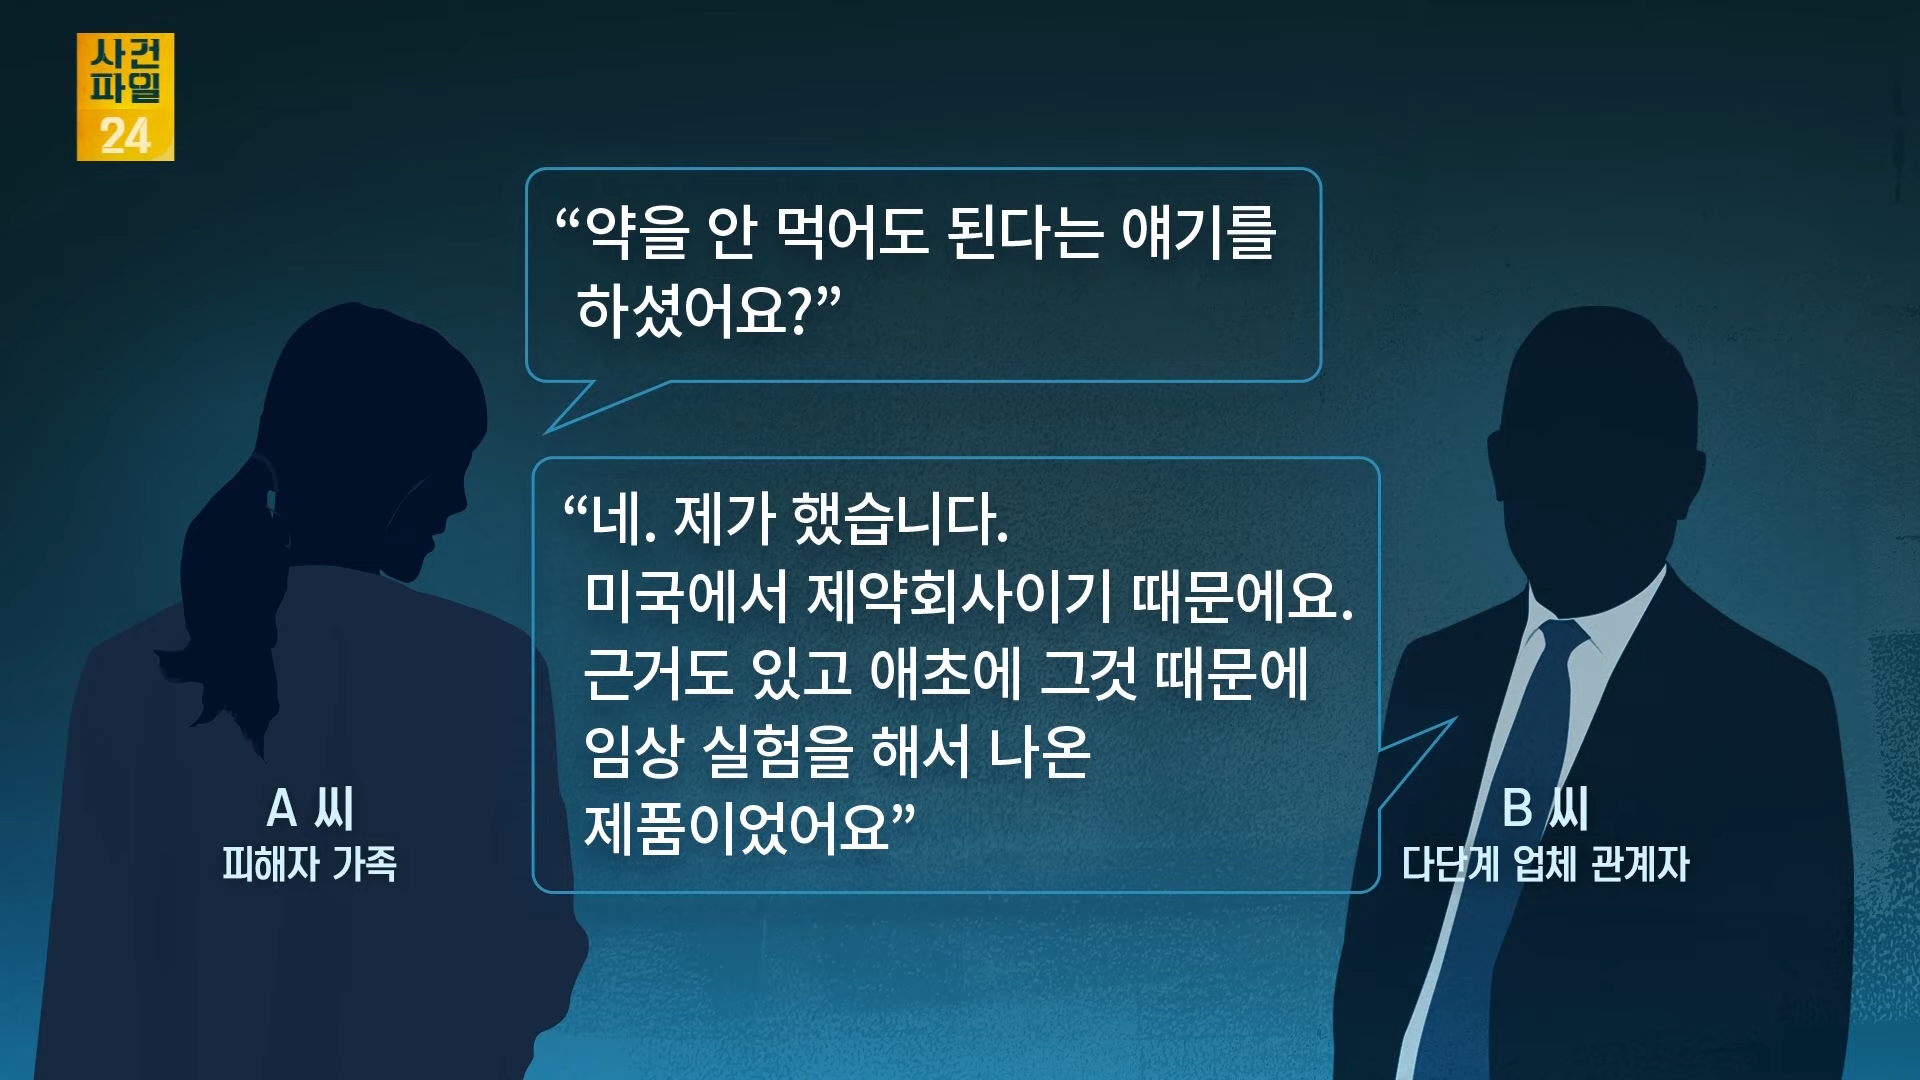 사건
파일
24
“약을 안 먹어도 된다는 얘기를
하셨어요?”
“네. 제가 했습니다.
미국에서 제약회사이기 때문에요.
근거도 있고 애초에 그것 때문에
임상 실험을 해서 나온
제품이었어요”
A 씨
피해자 가족
B 씨
다단계 업체 관계자